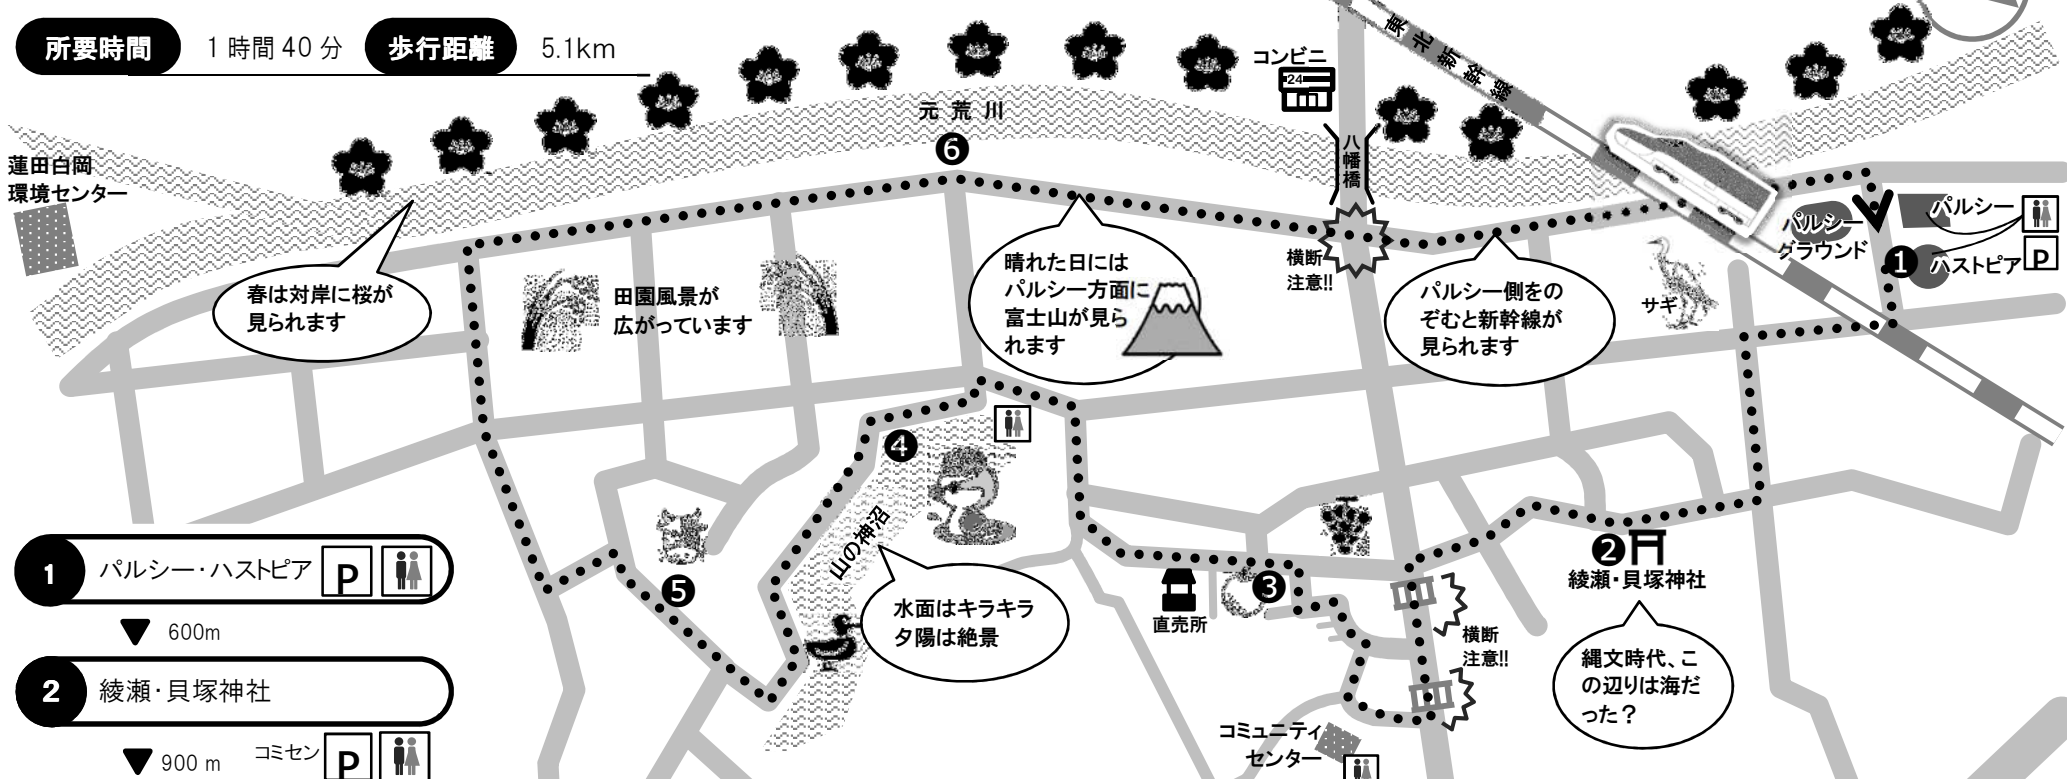 所要時間 1時間40分 歩行距離 5.1km
東北新幹線
コンビニ
24
元荒川
❻
八幡橋
蓮田白岡
環境センター
パルシー
パルシー
グラウンド
❶ ハストピア P
春は対岸に桜が
見られます
田園風景が
広がっています
晴れた日には
パルシー方面に
富士山が見ら
れます
横断
注意!!
パルシー側をの
ぞむと新幹線が
見られます
サギ
❹
山の神沼
❺
水面はキラキラ
夕陽は絶景
直売所
❸
❷
綾瀬・貝塚神社
横断
注意!!
縄文時代、こ
の辺りは海だ
った?
コミュニティ
センター
1 パルシー・ハストピア P
▼ 600m
2 綾瀬・貝塚神社
▼ 900 m コミセン P